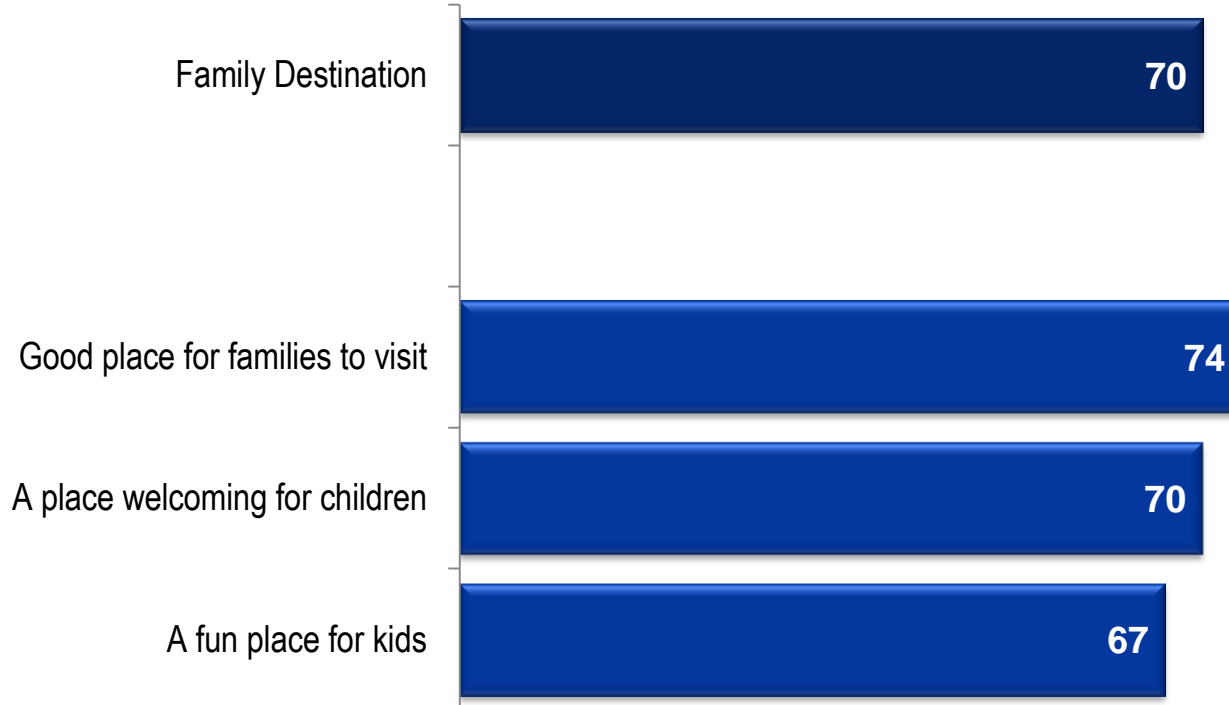 Family Destination 70
Good place for families to visit 74
A place welcoming for children 70
A fun place for kids 67